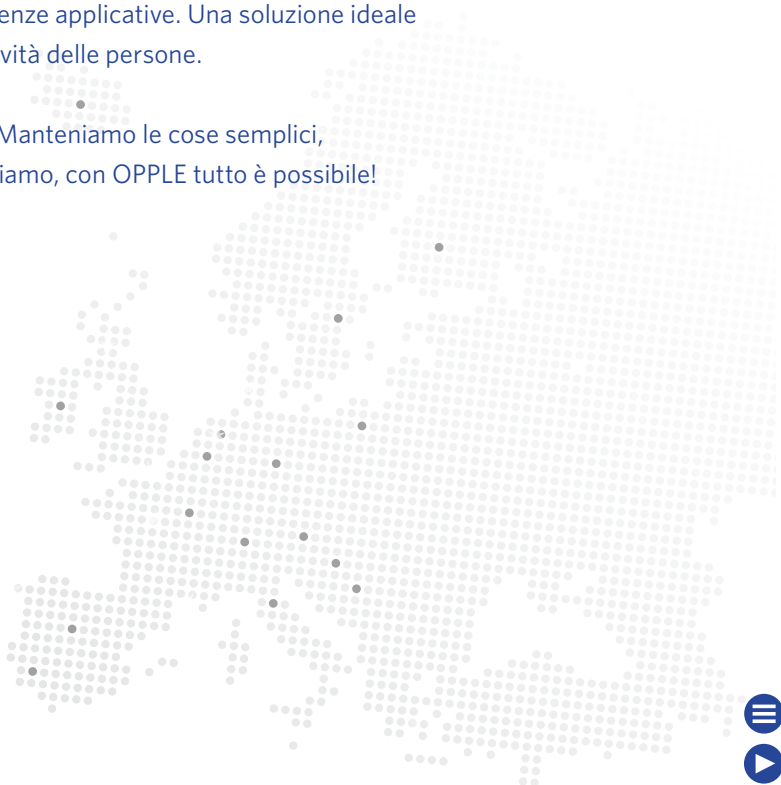 enze applicative. Una soluzione ideale
vità delle persone.
Manteniamo le cose semplici,
iamo, con OPPLE tutto è possibile!